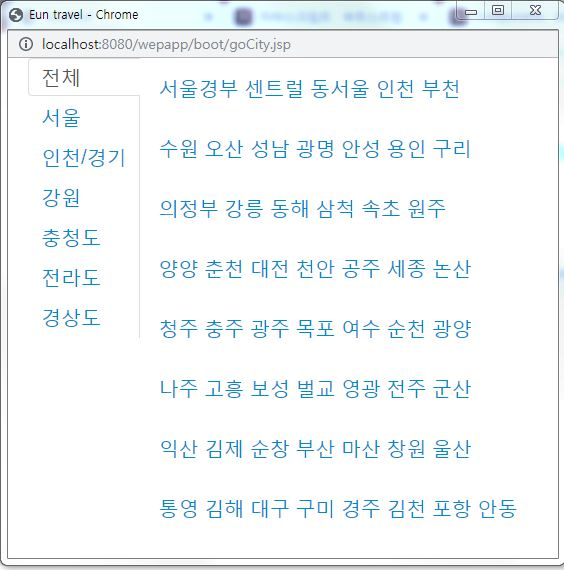 Eun travel - Chrome
localhost:8080/wepapp/boot/goCity.jsp
전체
서울
인천/경기
강원
충청도
전라도
경상도
서울경부 센트럴 동서울 인천 부천
수원 오산 성남 광명 안성 용인 구리
의정부 강릉 동해 삼척 속초 원주
양양 춘천 대전 천안 공주 세종 논산
청주 충주 광주 목포 여수 순천 광양
나주 고흥 보성 벌교 영광 전주 군산
익산 김제 순창 부산 마산 창원 울산
통영 김해 대구 구미 경주 김천 포항 안동